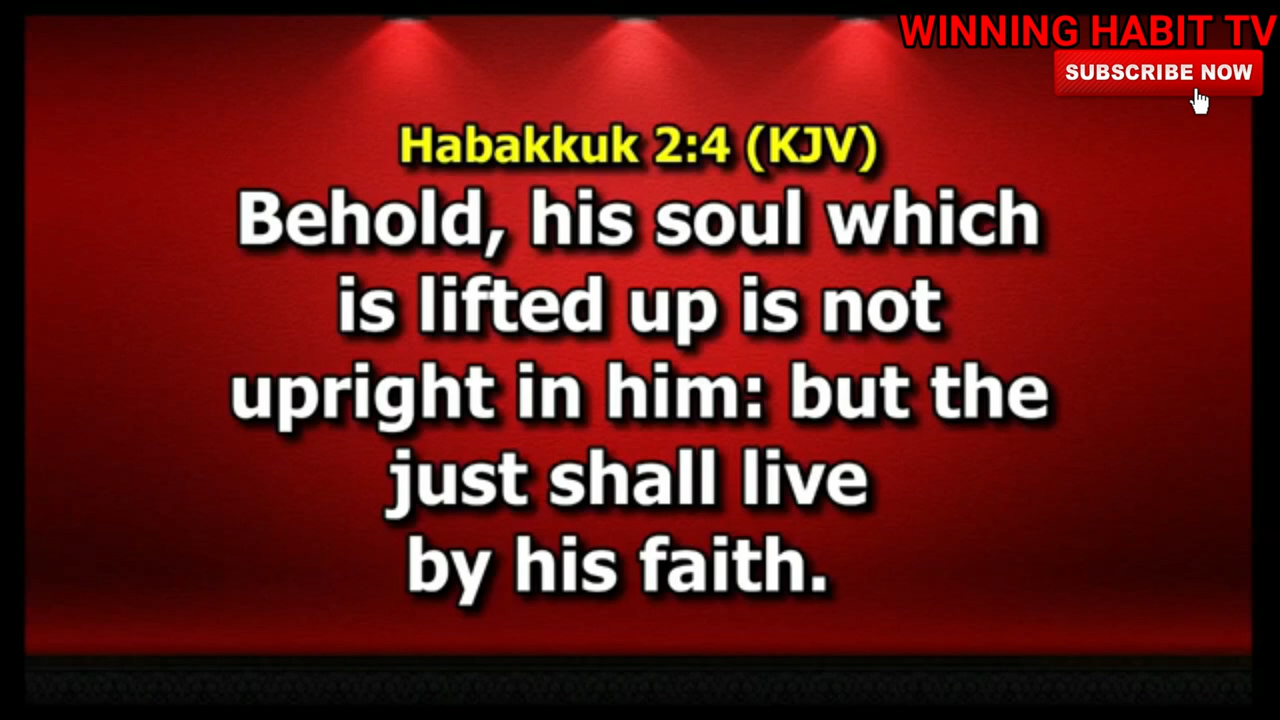 WINNING HABIT TV
SUBSCRIBE NOW
Habakkuk 2:4 (KJV)
Behold, his soul which
is lifted up is not
upright in him: but the
just shall live
by his faith.